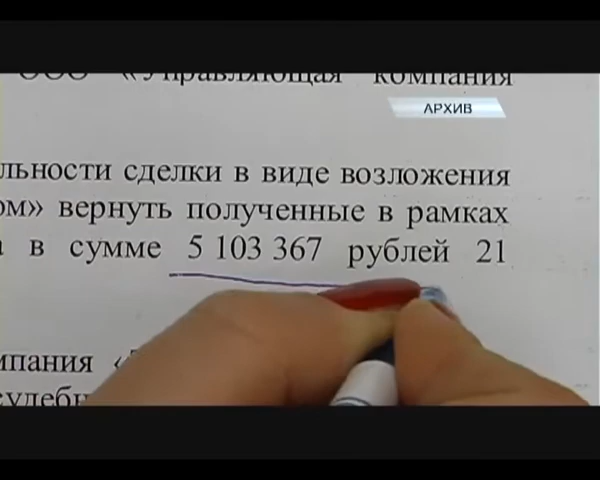 ООО «Управляющая компания
АРХИВ
льности сделки в виде возложения
ом» вернуть полученные в рамках
в сумме 5 103 367 рублей 21
мпания
судебн